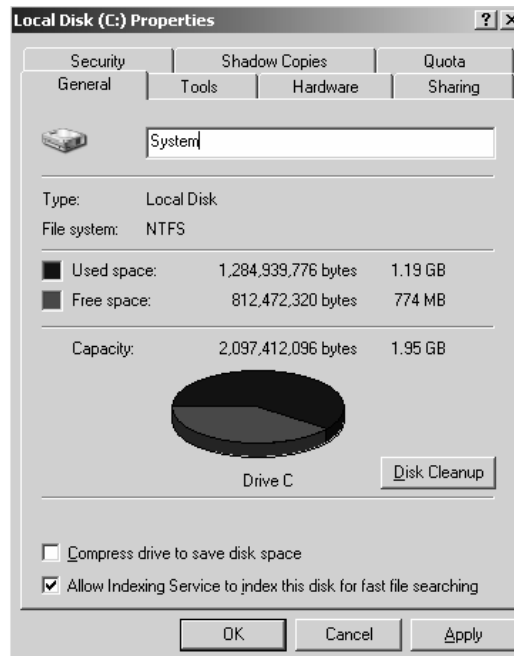 Local Disk (C:) Properties ? X
Security Shadow Copies Quota
General Tools Hardware Sharing
System
Type: Local Disk
File system: NTFS
Used space: 1,284,939,776 bytes 1.19 GB
Free space: 812,472,320 bytes 774 MB
Capacity: 2,097,412,096 bytes 1.95 GB
Drive C
Disk Cleanup
Compress drive to save disk space
Allow Indexing Service to index this disk for fast file searching
OK Cancel Apply